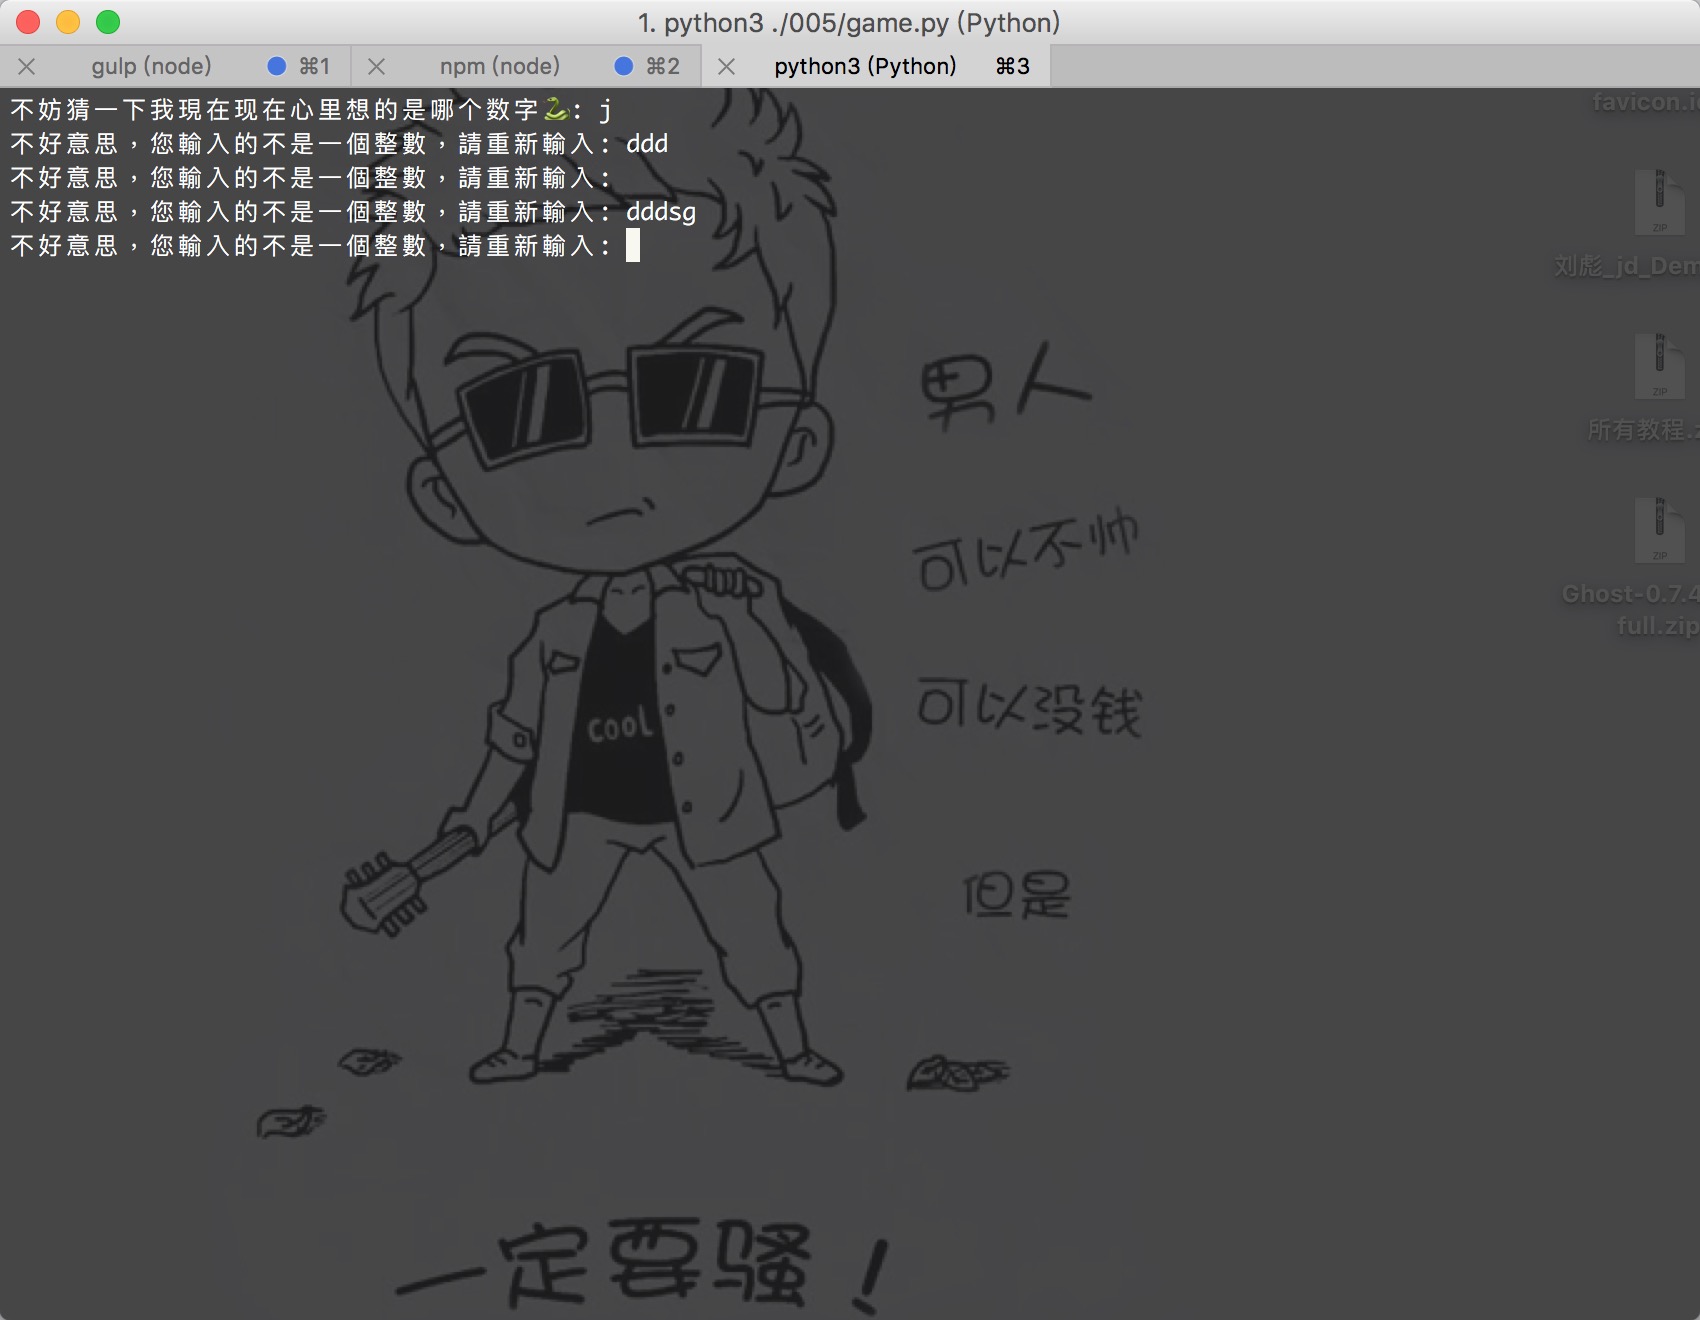 1. python3 ./005/game.py (Python)
gulp (node) ⌘1 npm (node) ⌘2 python3 (Python) ⌘3
不妨猜一下我現在现在心里想的是哪个数字🐍: j
不好意思，您輸入的不是一個整數，請重新輸入: ddd
不好意思，您輸入的不是一個整數，請重新輸入:
不好意思，您輸入的不是一個整數，請重新輸入: dddsg
不好意思，您輸入的不是一個整數，請重新輸入:
favicon.i
ZIP
刘彪_jd_Dem
ZIP
所有教程.z
ZIP
Ghost-0.7.4
full.zip
男人
可以不帅
可以没钱
COOL
但是
一定要骚！